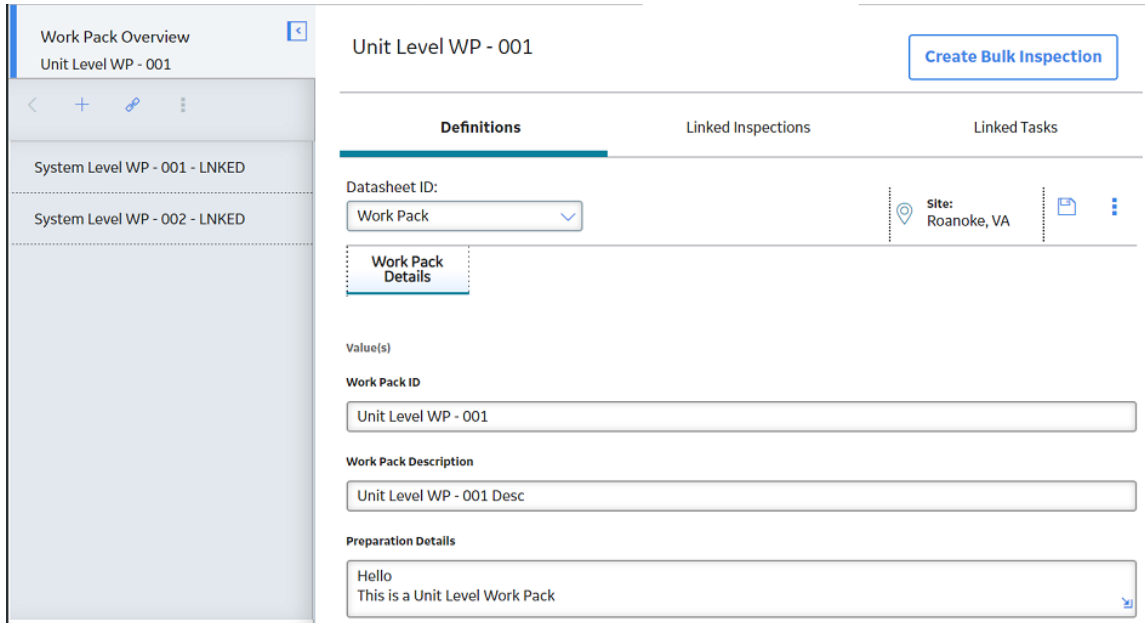 Work Pack Overview
Unit Level WP - 001
System Level WP - 001 - LNKED
System Level WP - 002 - LNKED
Unit Level WP - 001
Create Bulk Inspection
Definitions
Linked Inspections
Linked Tasks
Datasheet ID:
Work Pack
Site:
Roanoke, VA
Work Pack
Details
Value(s)
Work Pack ID
Unit Level WP - 001
Work Pack Description
Unit Level WP - 001 Desc
Preparation Details
Hello
This is a Unit Level Work Pack